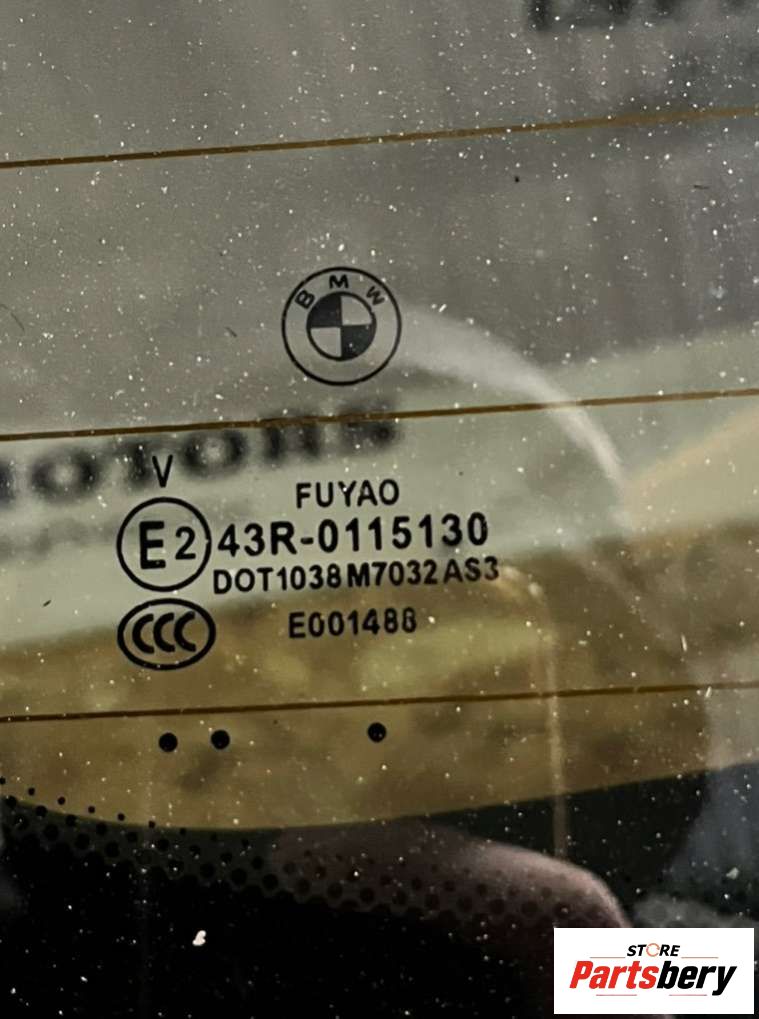 BMW
V
FUYAO
E2 43R-0115130
DOT1038 M7032 AS3
CCC E001488
STORE
Partsbery